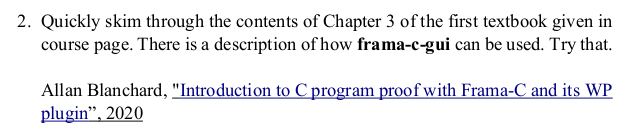 2. Quickly skim through the contents of Chapter 3 of the first textbook given in
course page. There is a description of how frama-c-gui can be used. Try that.
Allan Blanchard, "Introduction to C program proof with Frama-C and its WP
plugin”, 2020